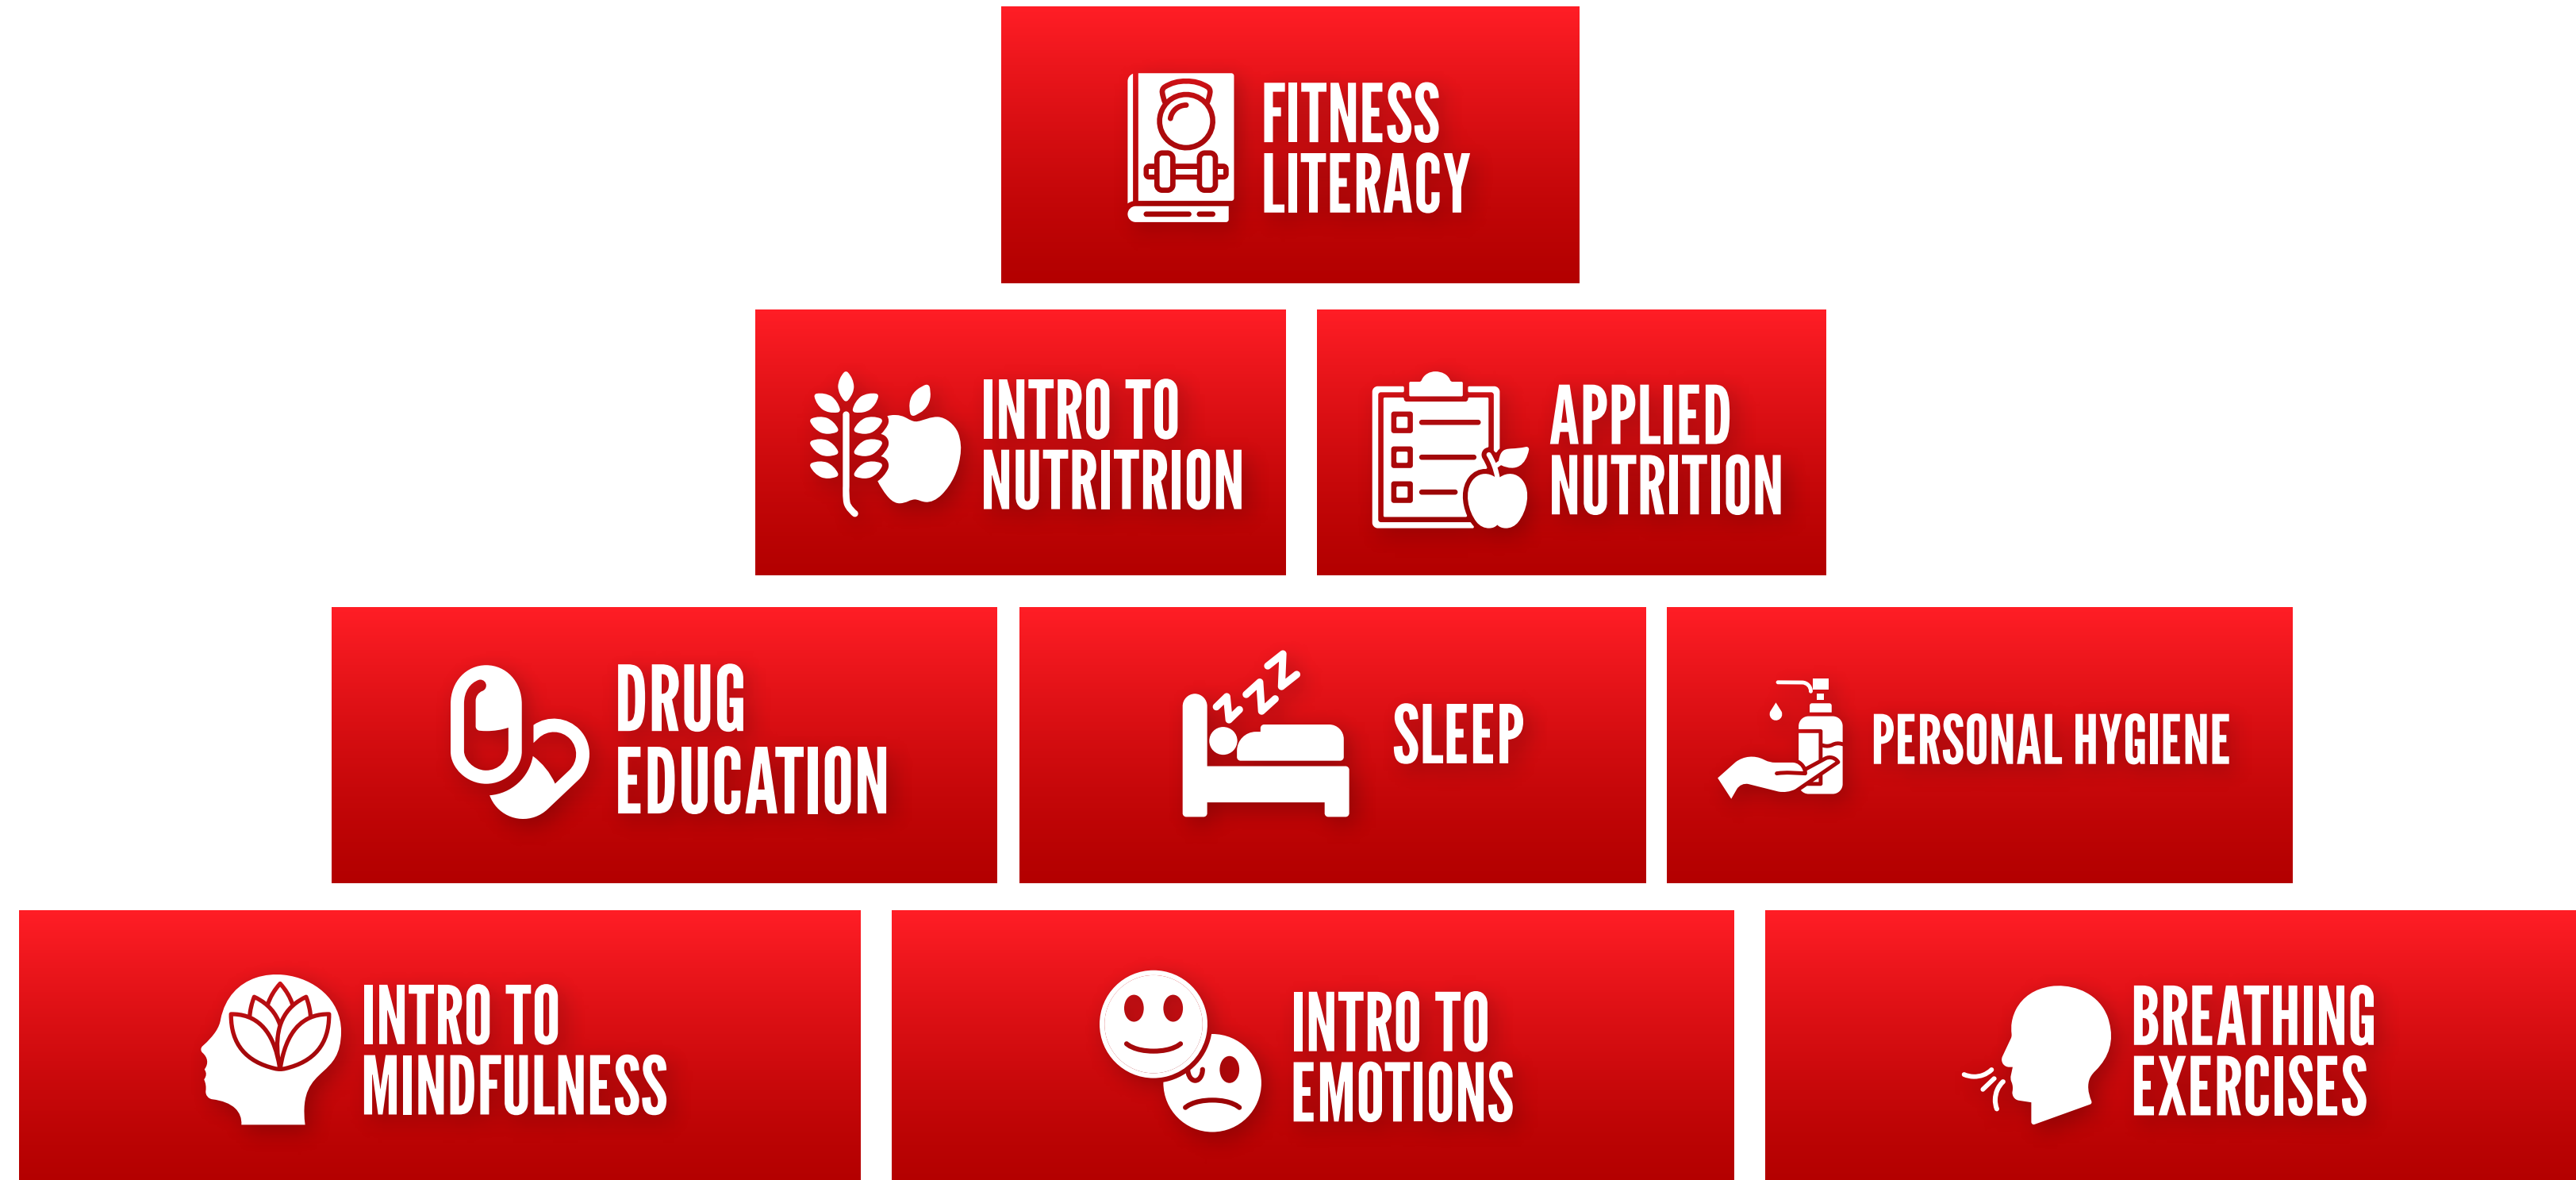 FITNESS
LITERACY
INTRO TO
NUTRITRION
APPLIED
NUTRITION
DRUG
EDUCATION
SLEEP
PERSONAL HYGIENE
INTRO TO
MINDFULNESS
INTRO TO
EMOTIONS
BREATHING
EXERCISES